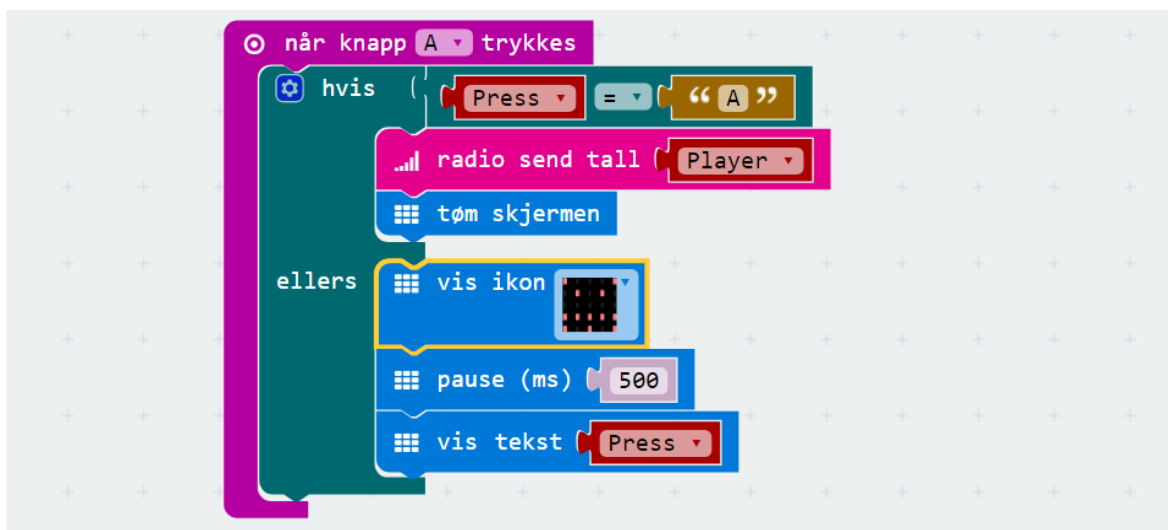 når knapp A trykkes
hvis Press = “ A ”
radio send tall Player
tøm skjermen
ellers vis ikon
pause (ms) 500
vis tekst Press